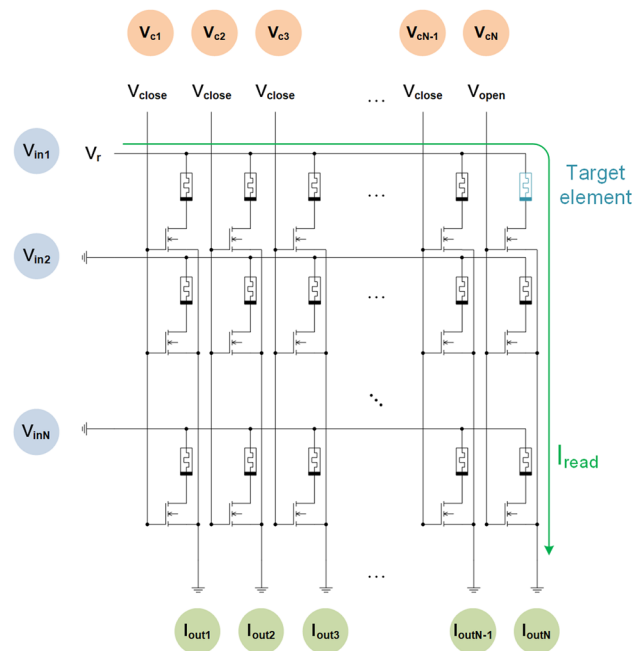 Vc1 Vc2 Vc3 VcN-1 VcN
Vclose Vclose Vclose ... Vclose Vopen
Vin1 Vr
Target
element
...
Vin2
...
VinN
Iread
...
Iout1 Iout2 Iout3 IoutN-1 IoutN